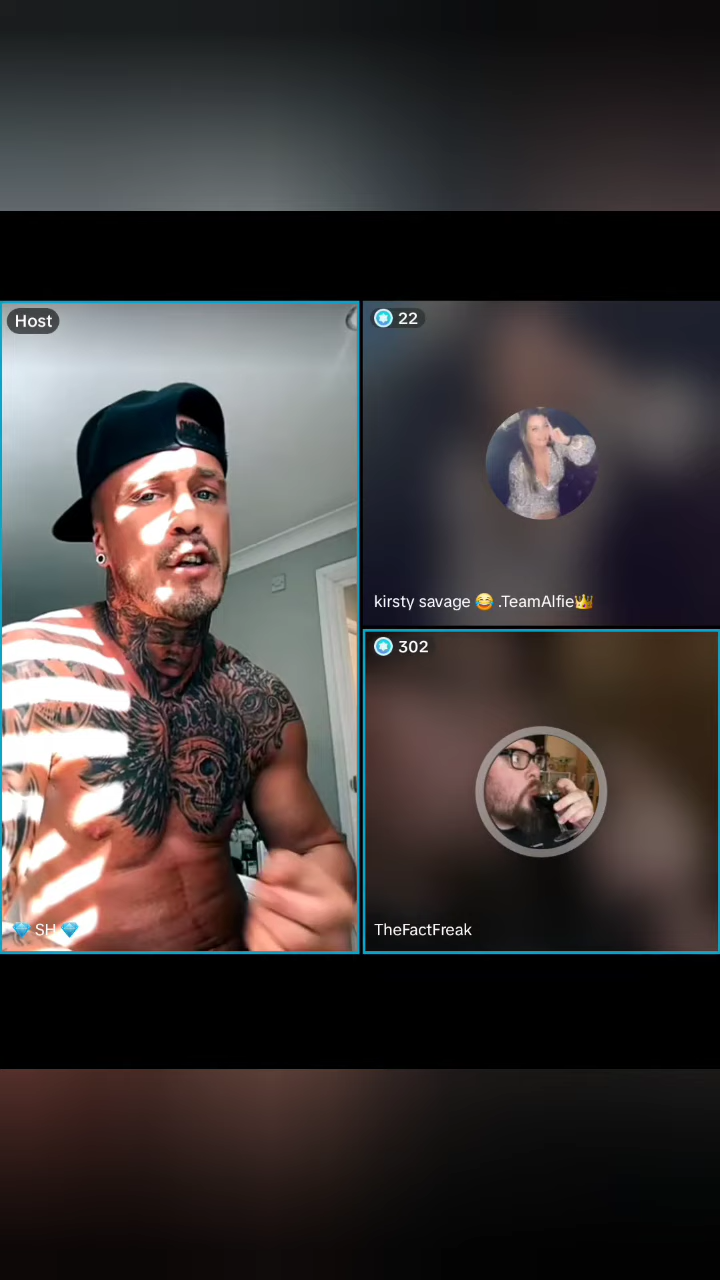 Host
22
kirsty savage 😂 .TeamAlfie👑
302
💎 SH 💎
TheFactFreak